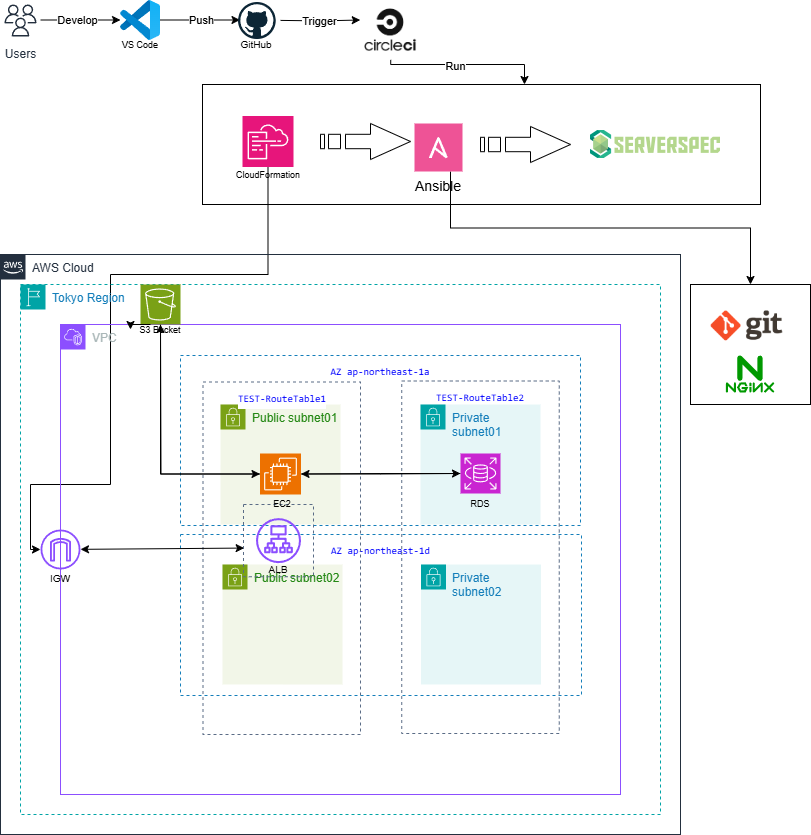 Develop
Push
Trigger
Users
VS Code
GitHub
circleci
Run
CloudFormation
Ansible
SERVERSPEC
aws
AWS Cloud
Tokyo Region
S3 Bucket
VPC
git
NGINX
AZ ap-northeast-1a
TEST-RouteTable1
TEST-RouteTable2
Public subnet01
Private
subnet01
EC2
RDS
AZ ap-northeast-1d
ALB
IGW
Public subnet02
Private
subnet02